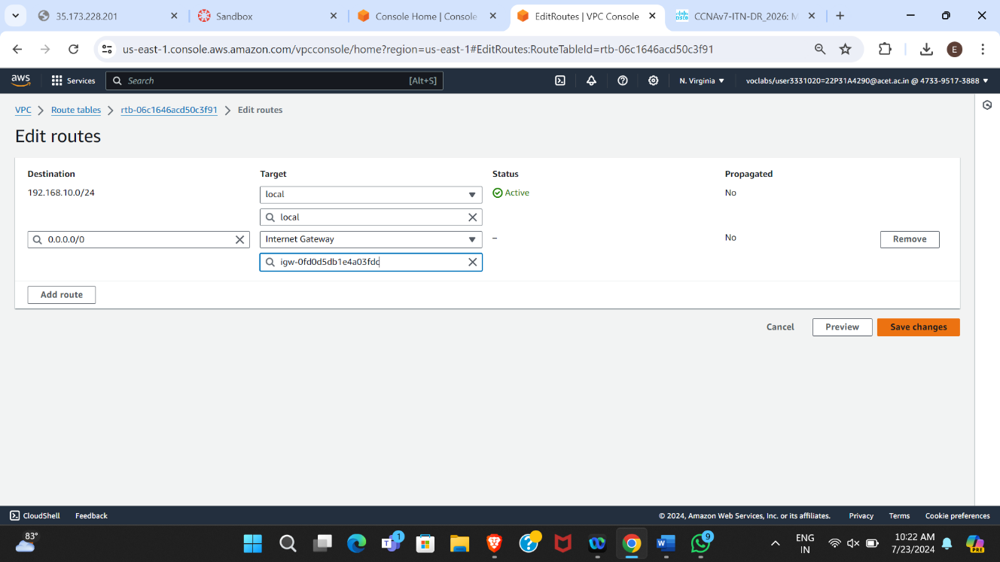 35.173.228.201
Sandbox
Console Home | Console
EditRoutes | VPC Console
CCNAv7-ITN-DR_2026: M
us-east-1.console.aws.amazon.com/vpcconsole/home?region=us-east-1#EditRoutes:RouteTableId=rtb-06c1646acd50c3f91
E
aws
Services
Search
[Alt+S]
N. Virginia
voclabs/user3331020=22P31A4290@acet.ac.in @ 4733-9517-3888
VPC
Route tables
rtb-06c1646acd50c3f91
Edit routes
Edit routes
Destination
Target
Status
Propagated
192.168.10.0/24
local
Active
No
local
0.0.0.0/0
Internet Gateway
–
No
Remove
igw-0fd0d5db1e4a03fdc
Add route
Cancel
Preview
Save changes
CloudShell
Feedback
© 2024, Amazon Web Services, Inc. or its affiliates.
Privacy
Terms
Cookie preferences
83°
1
9
ENG
IN
10:22 AM
7/23/2024
PRE